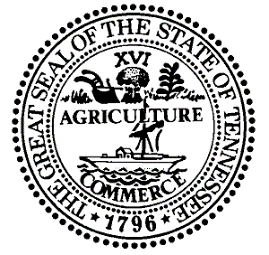 THE GREAT SEAL OF THE STATE OF TENNESSEE
XVI
AGRICULTURE
COMMERCE
★ 1796 ★